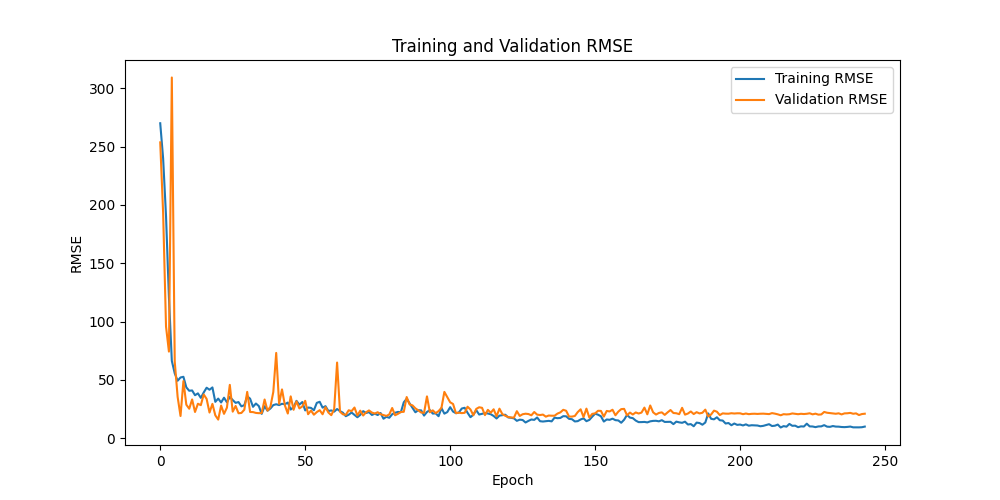 Training and Validation RMSE
Training RMSE
Validation RMSE
RMSE
300
250
200
150
100
50
0
0 50 100 150 200 250
Epoch